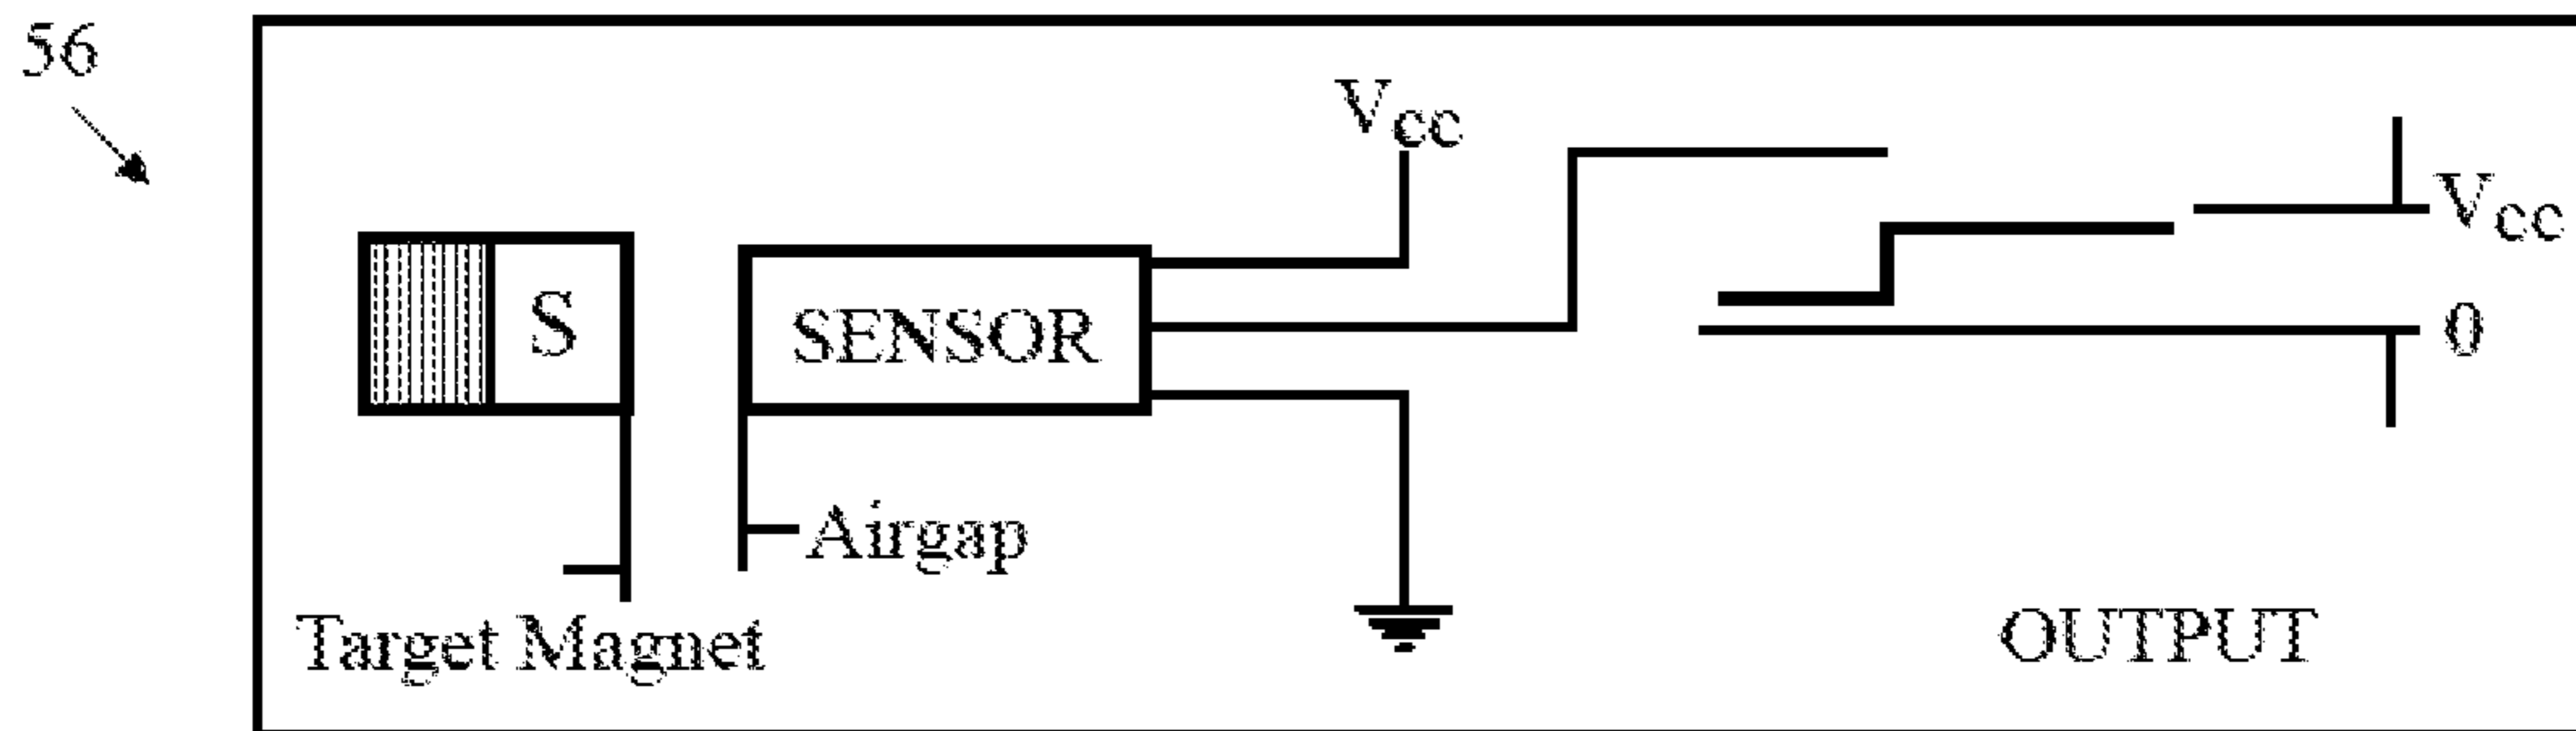 56
Vcc
Vcc
S
SENSOR
0
Airgap
Target Magnet
OUTPUT